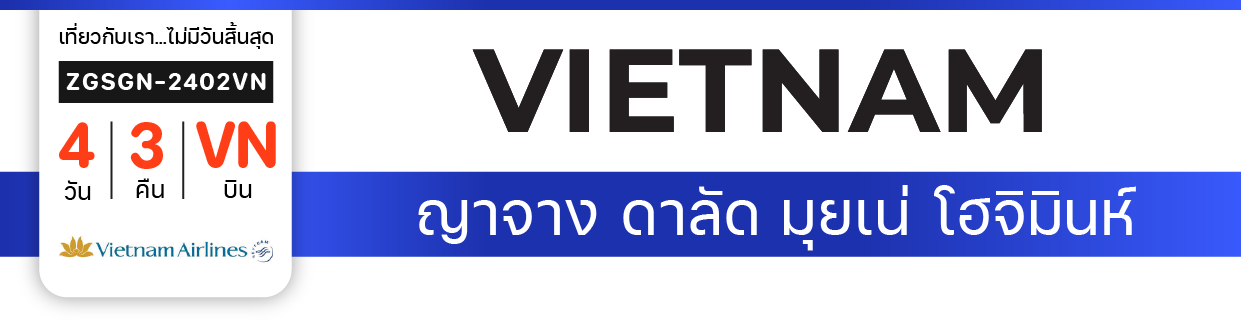 เที่ยวกับเรา...ไม่มีวันสิ้นสุด
ZGSGN-2402VN
4 วัน
3 คืน
VN บิน
Vietnam Airlines
VIETNAM
ญาจาง ดาลัด มุยเน่ โฮจิมินห์